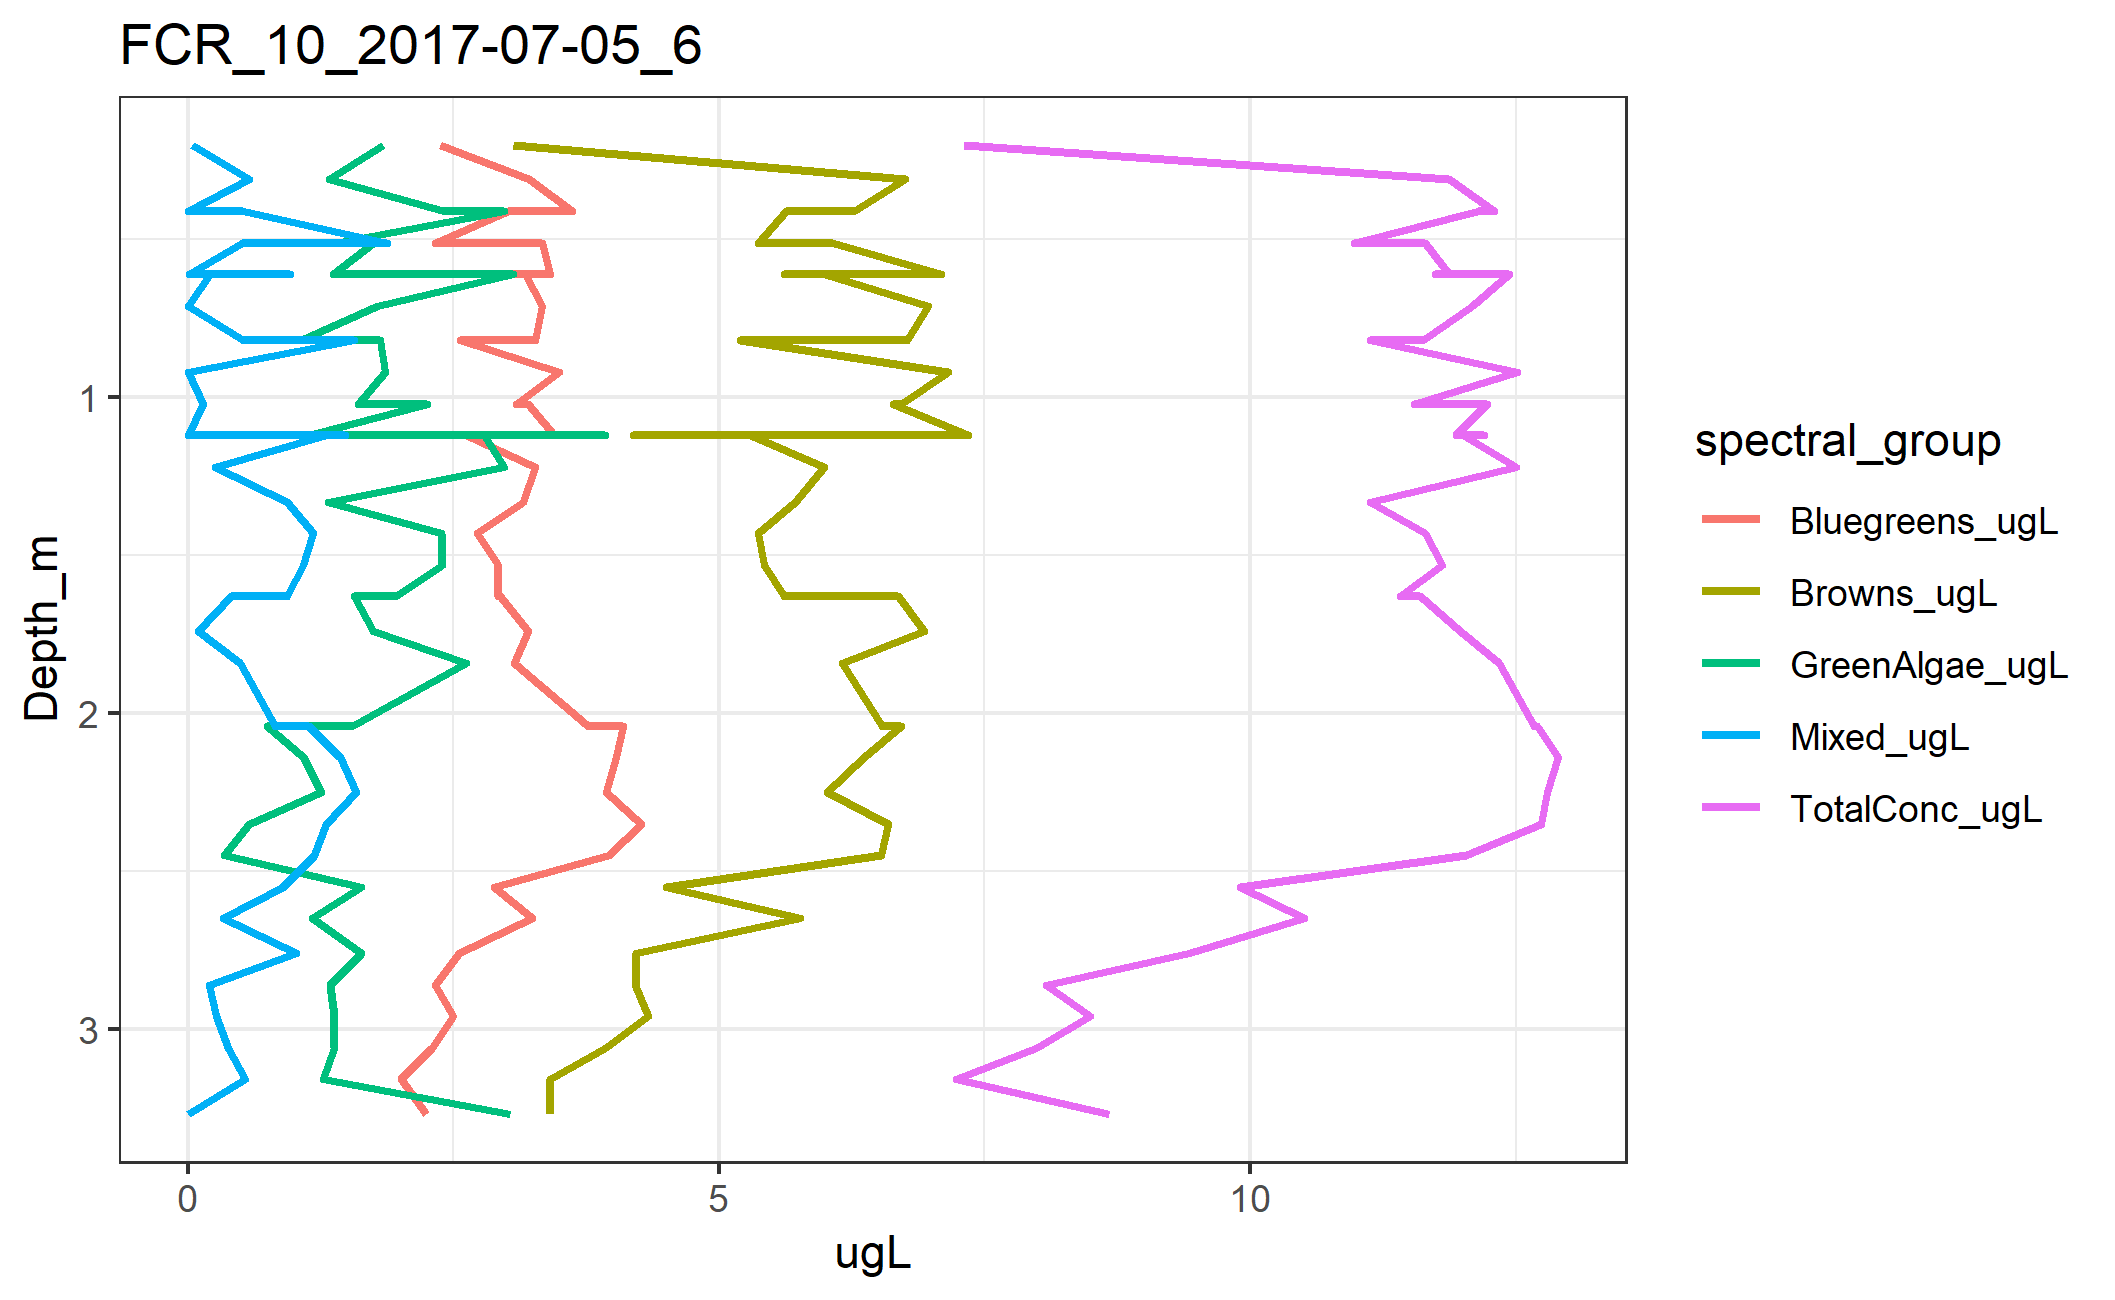 FCR_10_2017-07-05_6
Depth_m
1
2
3
0
5
10
ugL
spectral_group
Bluegreens_ugL
Browns_ugL
GreenAlgae_ugL
Mixed_ugL
TotalConc_ugL